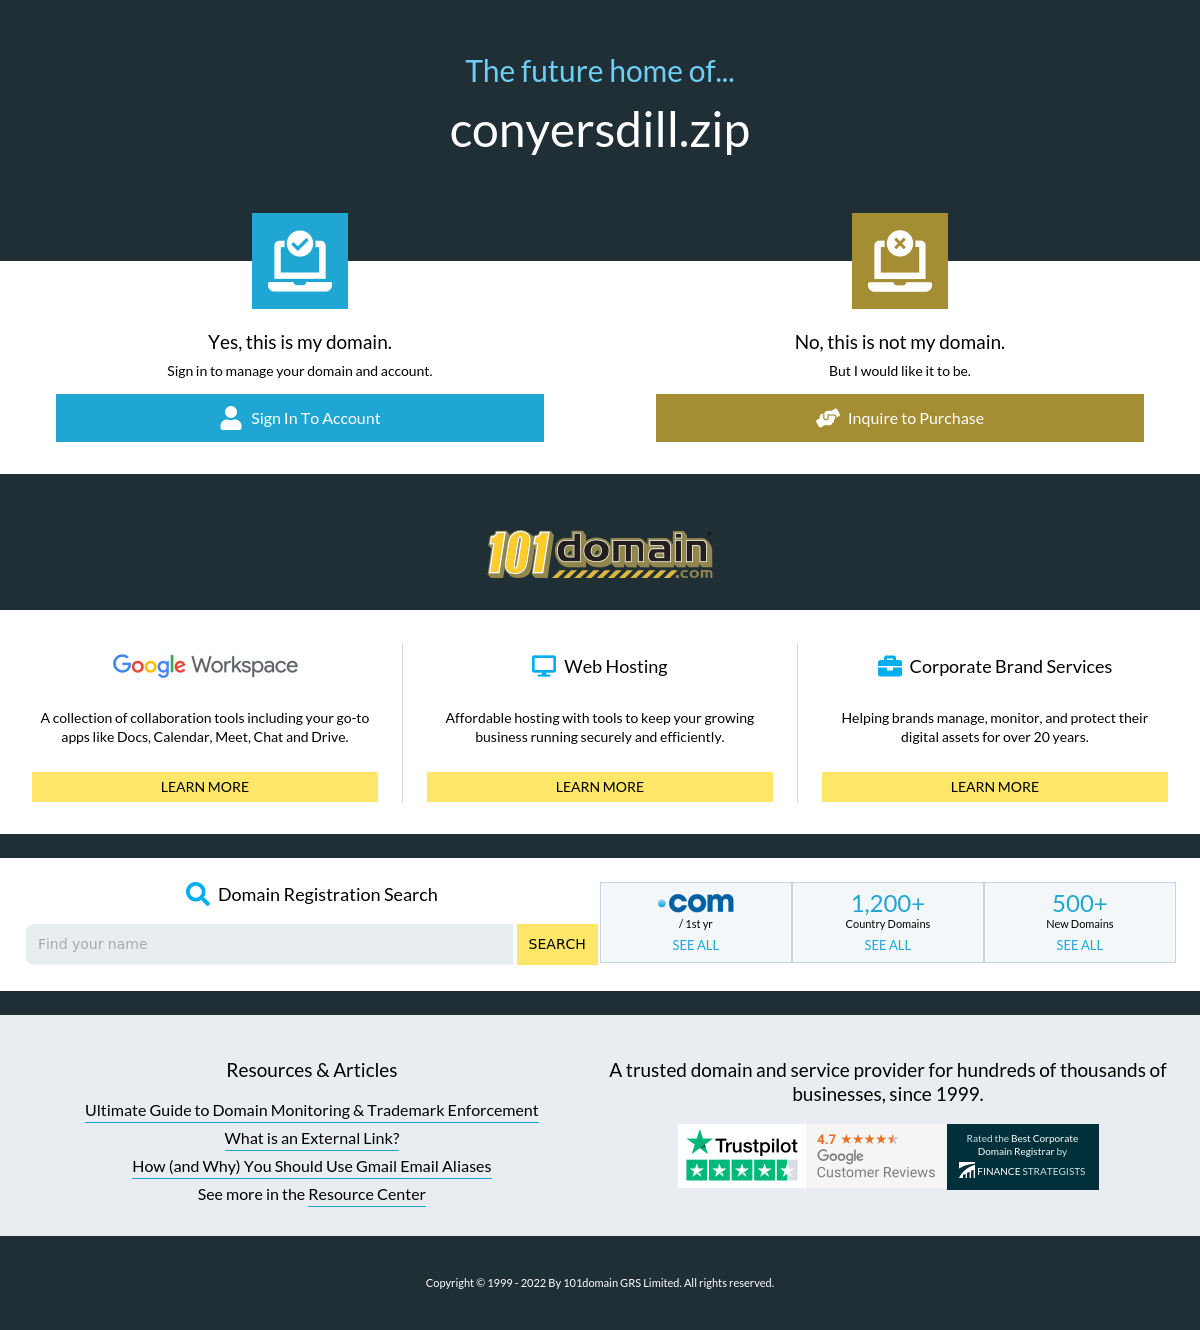 The future home of...
conyersdill.zip
Yes, this is my domain.
Sign in to manage your domain and account.
Sign In To Account
No, this is not my domain.
But I would like it to be.
Inquire to Purchase
101domain
.com
Google Workspace
A collection of collaboration tools including your go-to
apps like Docs, Calendar, Meet, Chat and Drive.
LEARN MORE
Web Hosting
Affordable hosting with tools to keep your growing
business running securely and efficiently.
LEARN MORE
Corporate Brand Services
Helping brands manage, monitor, and protect their
digital assets for over 20 years.
LEARN MORE
Domain Registration Search
Find your name
SEARCH
.com
/ 1st yr
SEE ALL
1,200+
Country Domains
SEE ALL
500+
New Domains
SEE ALL
Resources & Articles
Ultimate Guide to Domain Monitoring & Trademark Enforcement
What is an External Link?
How (and Why) You Should Use Gmail Email Aliases
See more in the Resource Center
A trusted domain and service provider for hundreds of thousands of
businesses, since 1999.
Trustpilot
4.7
Google
Customer Reviews
Rated the Best Corporate
Domain Registrar by
FINANCE STRATEGISTS
Copyright © 1999 - 2022 By 101domain GRS Limited. All rights reserved.